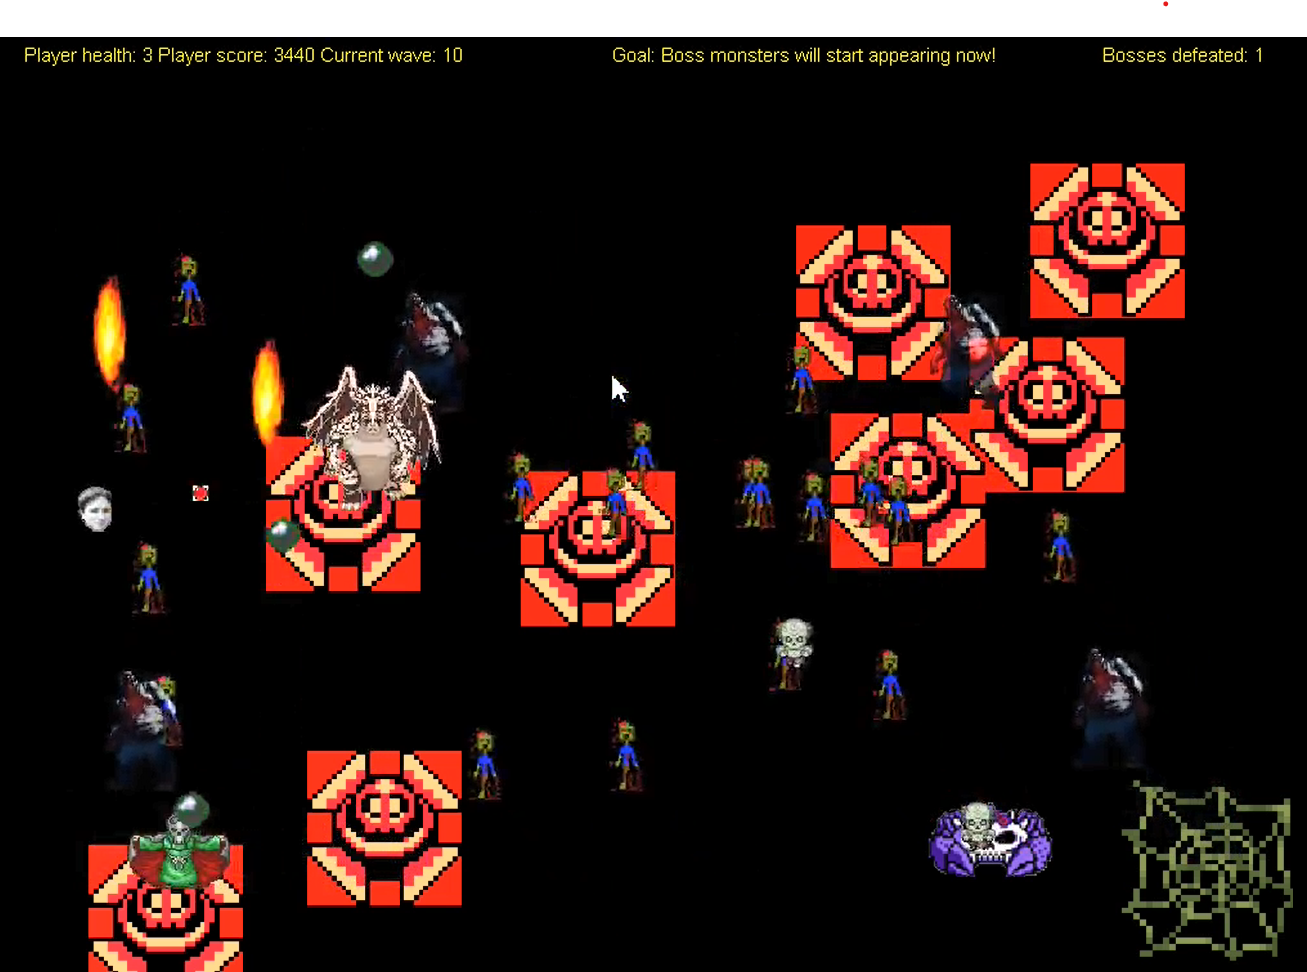 Player health: 3 Player score: 3440 Current wave: 10
Goal: Boss monsters will start appearing now!
Bosses defeated: 1